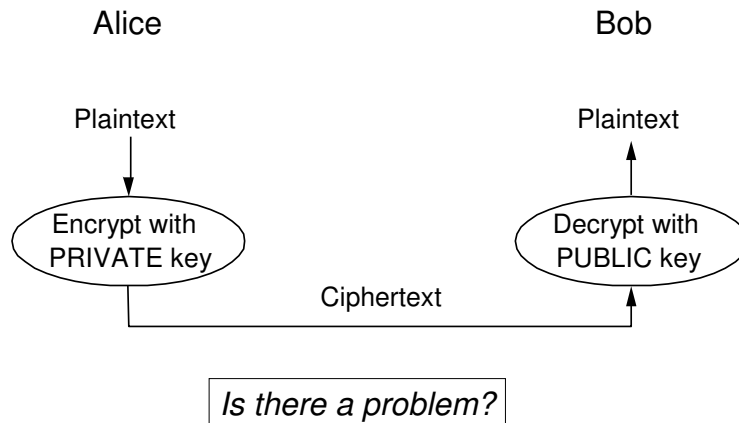 Alice
Bob
Plaintext
Plaintext
Encrypt with
PRIVATE key
Decrypt with
PUBLIC key
Ciphertext
Is there a problem?